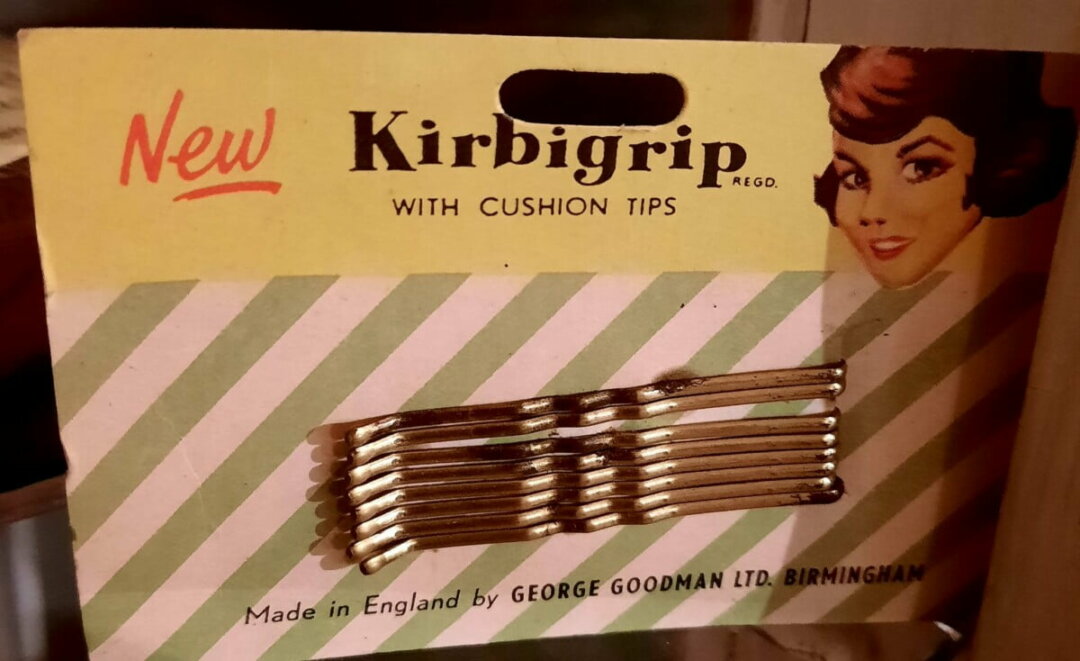 New
Kirbigrip REGD.
WITH CUSHION TIPS
Made in England by GEORGE GOODMAN LTD. BIRMINGHAM